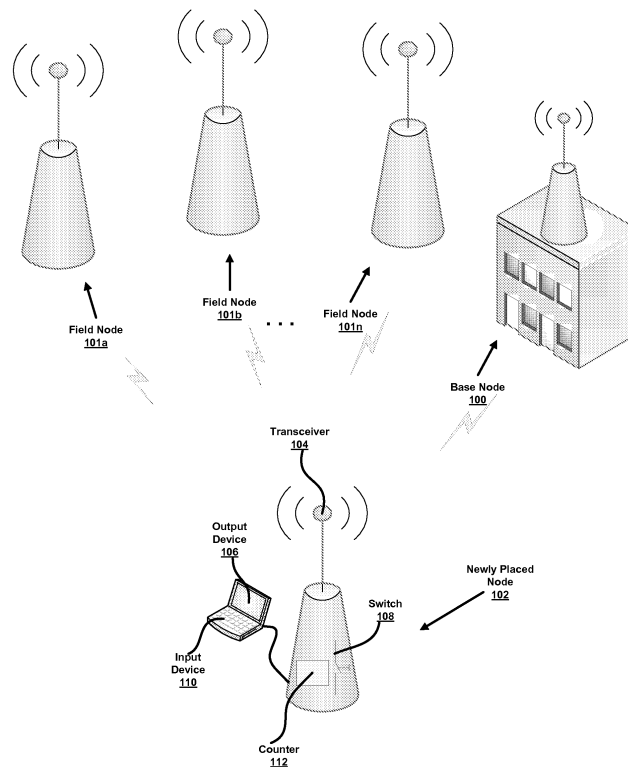 Field Node
101a
Field Node
101b
. . .
Field Node
101n
Base Node
100
Transceiver
104
Output
Device
106
Newly Placed
Node
102
Switch
108
Input
Device
110
Counter
112